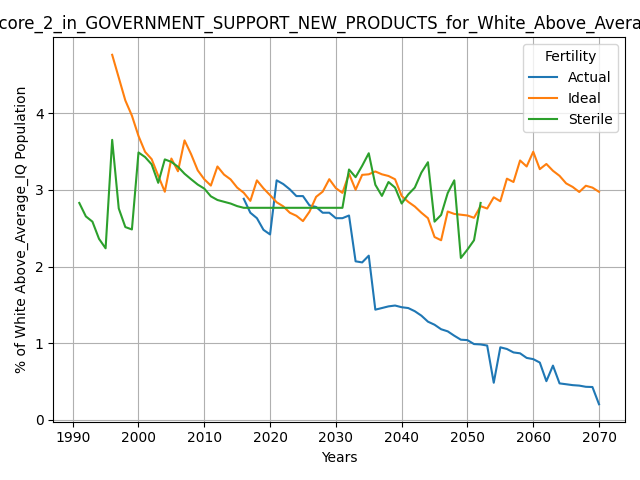 core_2_in_GOVERNMENT_SUPPORT_NEW_PRODUCTS_for_White_Above_Avera
Fertility
Actual
Ideal
Sterile
% of White Above_Average_IQ Population
4
3
2
1
0
1990 2000 2010 2020 2030 2040 2050 2060 2070
Years